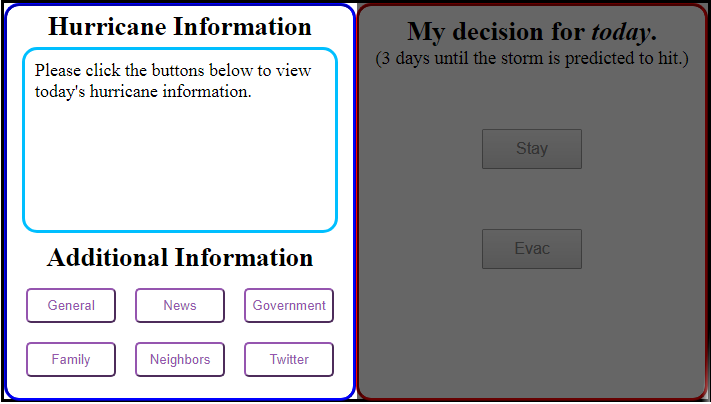 Hurricane Information
Please click the buttons below to view
today's hurricane information.
Additional Information
General
News
Government
Family
Neighbors
Twitter
My decision for today.
(3 days until the storm is predicted to hit.)
Stay
Evac